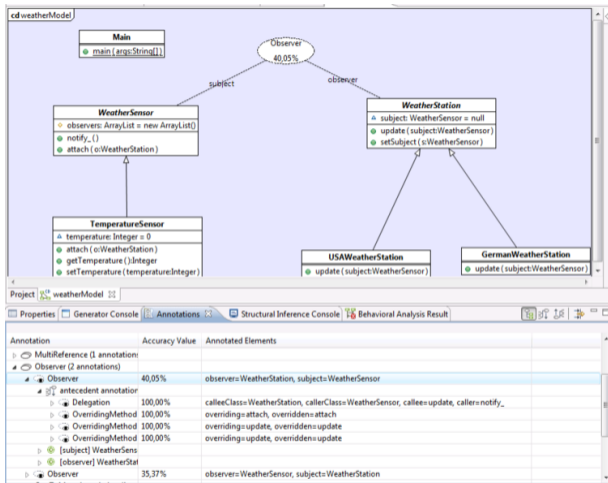 cd weatherModel
Main
main (args:String[])
Observer
40,05%
subject
observer
WeatherSensor
observers: ArrayList = new ArrayList()
notify_()
attach (o:WeatherStation)
WeatherStation
subject: WeatherSensor = null
update (subject:WeatherSensor)
setSubject (s:WeatherSensor)
TemperatureSensor
temperature: Integer = 0
attach (o:WeatherStation)
getTemperature ():Integer
setTemperature (temperature:Integer)
USAWeatherStation
update (subject:WeatherSensor)
GermanWeatherStation
update (subject:WeatherSensor)
Project weatherModel
Properties Generator Console Annotations Structural Inference Console Behavioral Analysis Result
Annotation Accuracy Value Annotated Elements
MultiReference (1 annotations
Observer (2 annotations)
Observer 40,05% observer=WeatherStation, subject=WeatherSensor
antecedent annotation
Delegation 100,00% calleeClass=WeatherStation, callerClass=WeatherSensor, callee=update, caller=notify_
OverridingMethod 100,00% overriding=attach, overridden=attach
OverridingMethod 100,00% overriding=update, overridden=update
OverridingMethod 100,00% overriding=update, overridden=update
[subject] WeatherSens
[observer] WeatherStat
Observer 35,37% observer=WeatherSensor, subject=WeatherStation